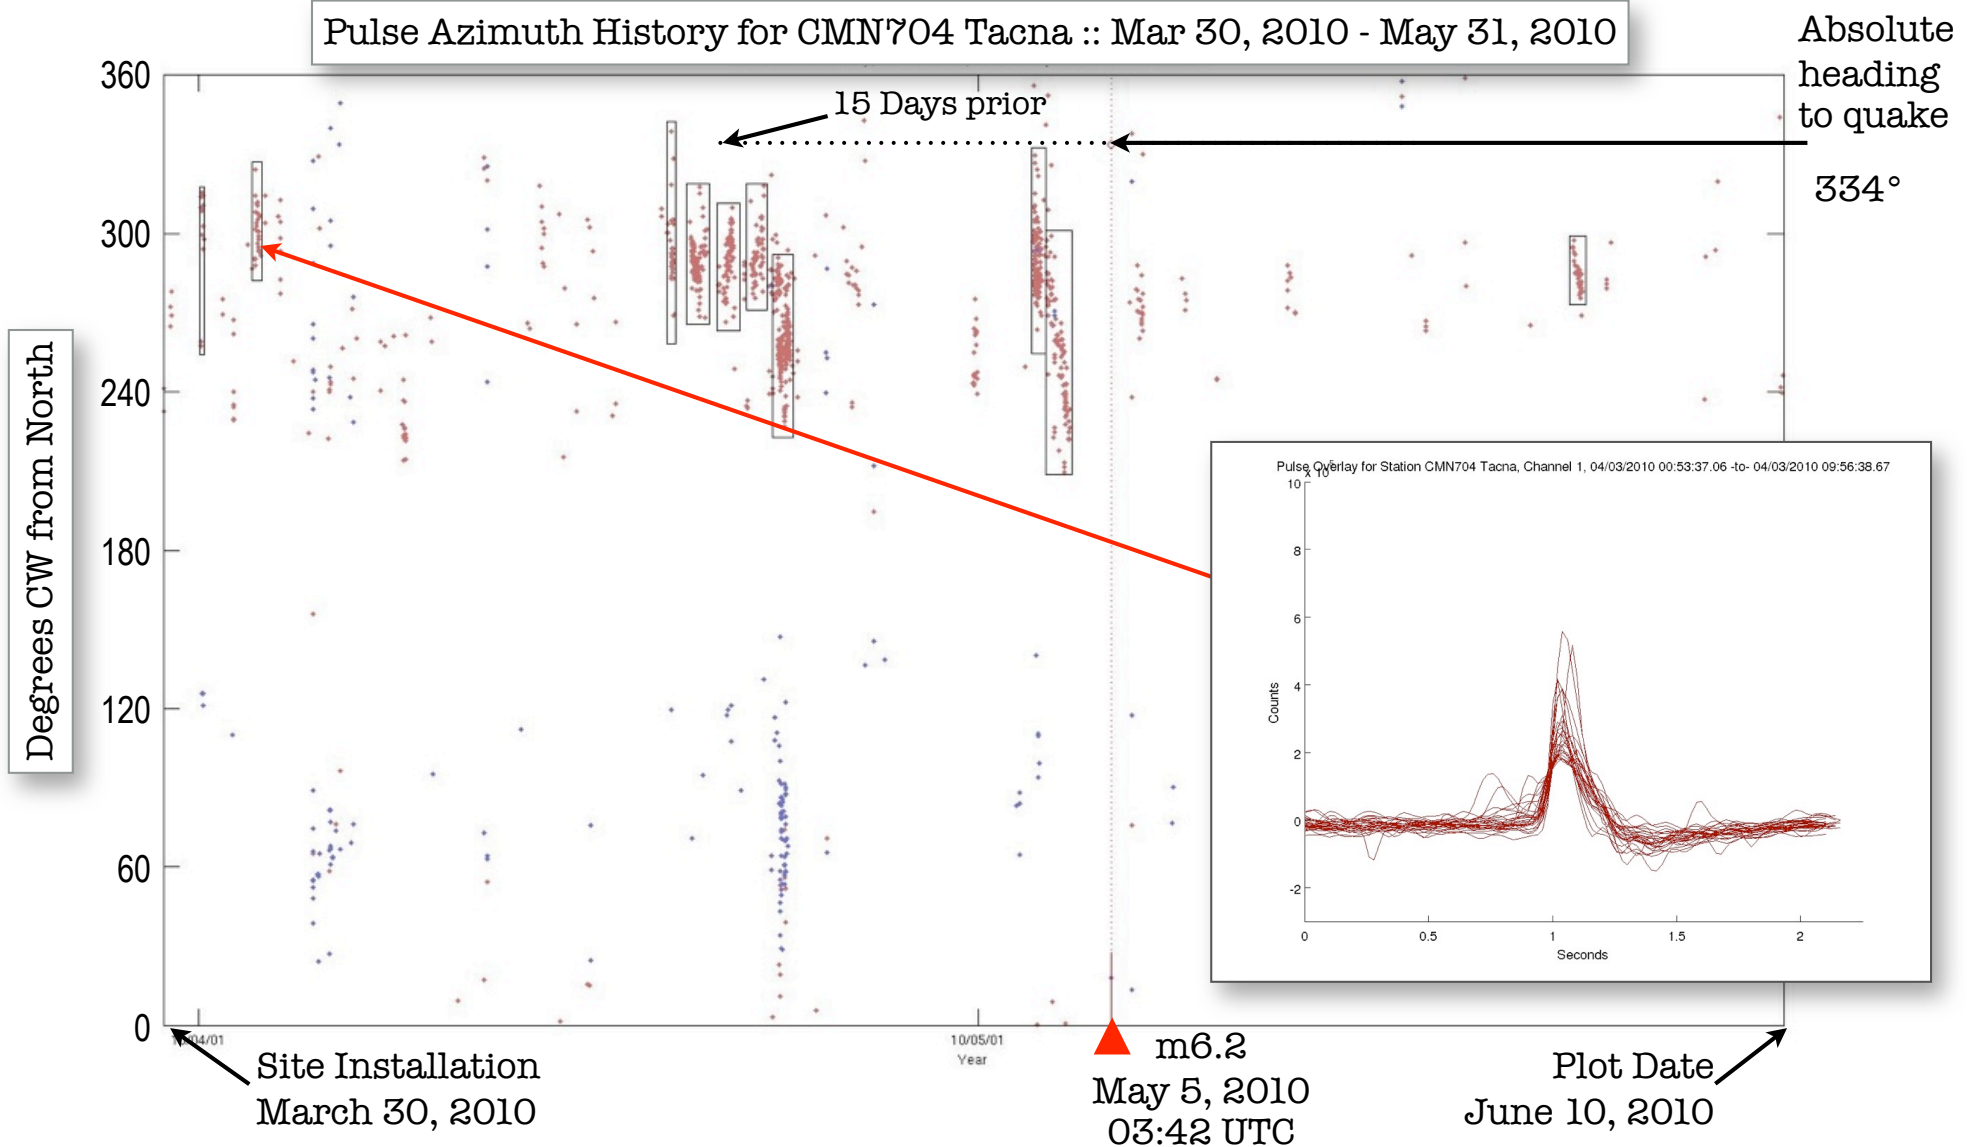 Pulse Azimuth History for CMN704 Tacna :: Mar 30, 2010 - May 31, 2010
Absolute
heading
to quake
334°
15 Days prior
Degrees CW from North
360
300
240
180
120
60
0
10/05/01
Year
Site Installation
March 30, 2010
m6.2
May 5, 2010
03:42 UTC
Plot Date
June 10, 2010
Pulse Overlay for Station CMN704 Tacna, Channel 1, 04/03/2010 00:53:37.06 -to- 04/03/2010 09:56:38.67
x 10⁵
Counts
10
8
6
4
2
0
-2
0 0.5 1 1.5 2
Seconds